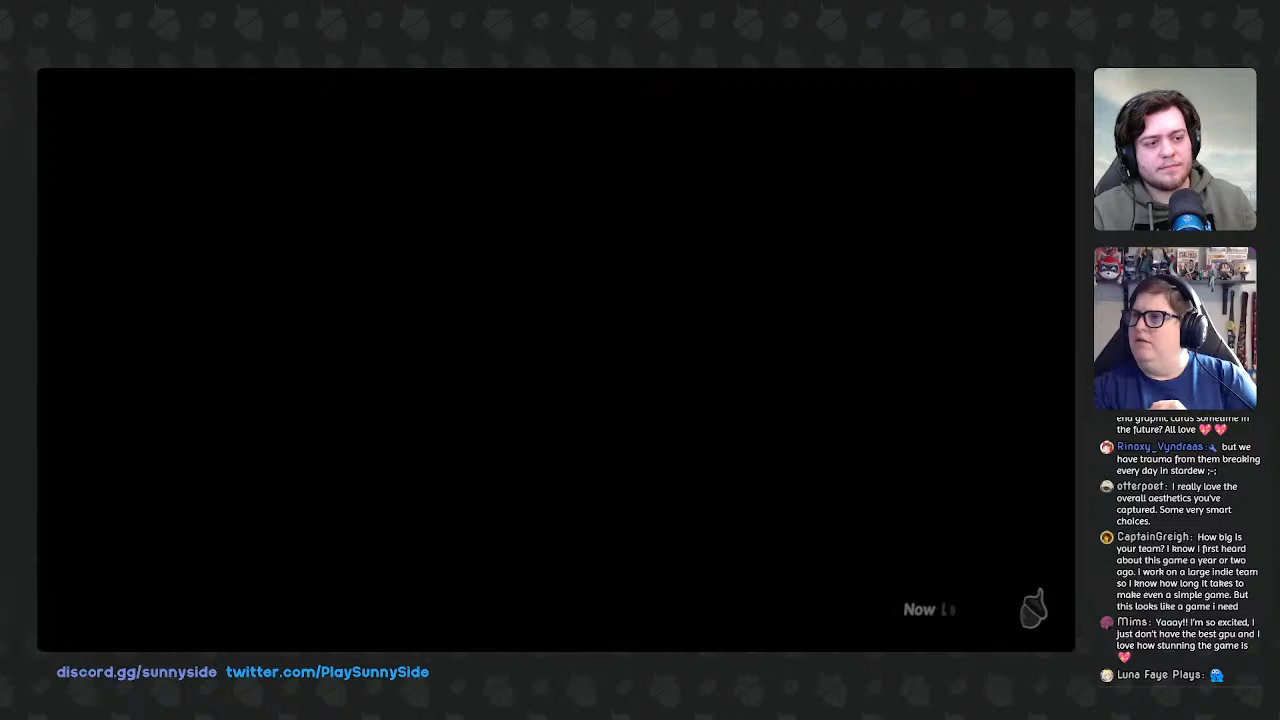 end graphic cards sometime in
the future? All love
Rinoxy_Vyndraas: but we
have trauma from them breaking
every day in stardew ;-;
otterpoet: I really love the
overall aesthetics you've
captured. Some very smart
choices.
CaptainGreigh: How big is
your team? I know I first heard
about this game a year or two
ago. I work on a large indie team
so I know how long it takes to
make even a simple game. But
this looks like a game i need
Mims: Yaaay!! I'm so excited, I
just don't have the best gpu and I
love how stunning the game is
Luna Faye Plays:
Now Lo
discord.gg/sunnyside twitter.com/PlaySunnySide